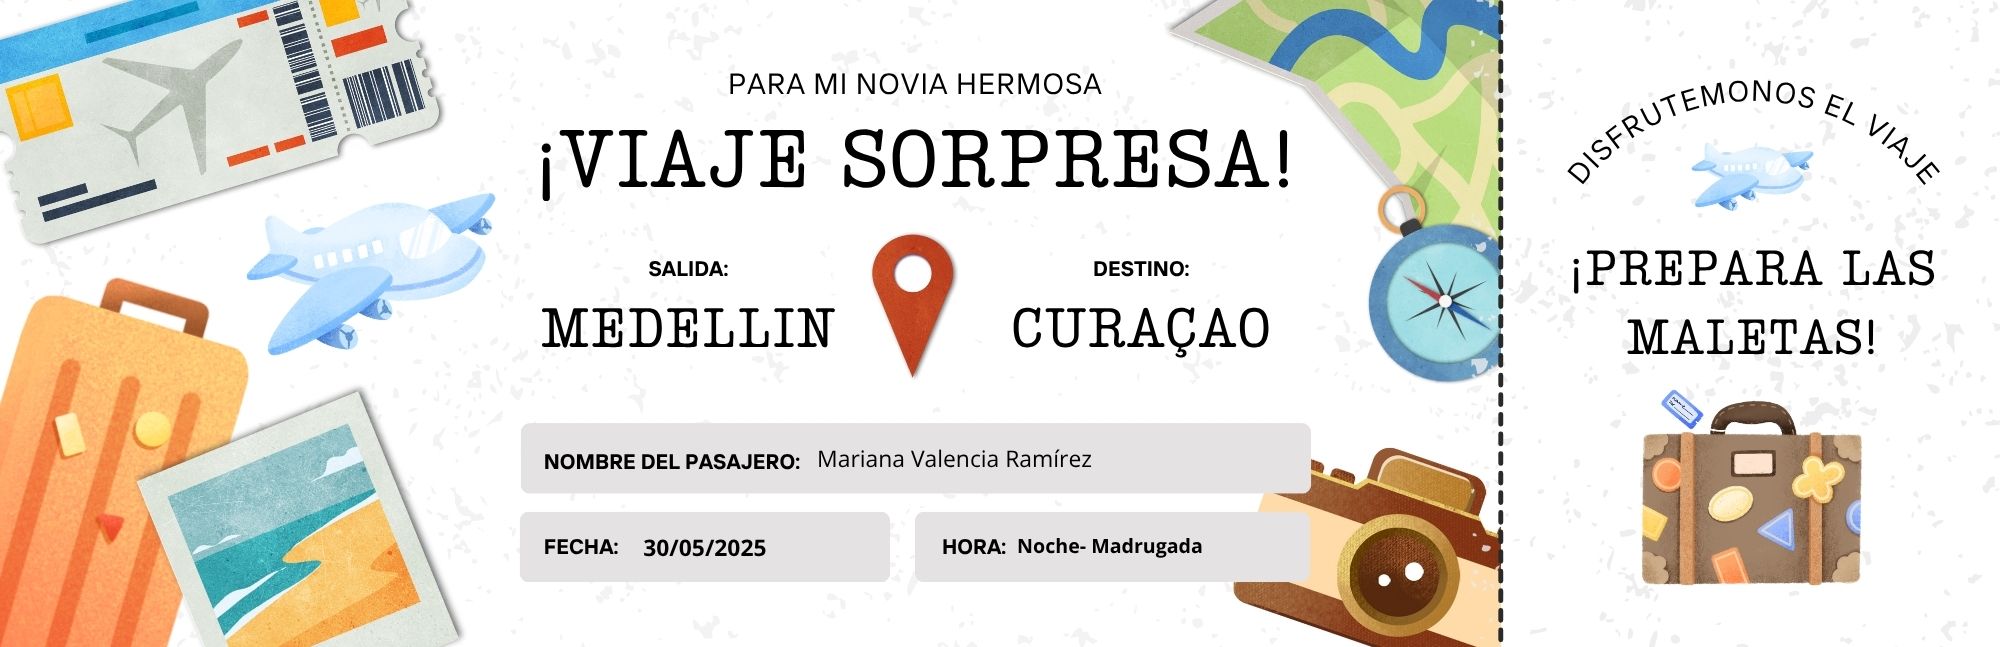 PARA MI NOVIA HERMOSA
¡VIAJE SORPRESA!
SALIDA:
MEDELLIN
DESTINO:
CURAÇAO
NOMBRE DEL PASAJERO: Mariana Valencia Ramírez
FECHA: 30/05/2025
HORA: Noche- Madrugada
DISFRUTEMONOS EL VIAJE
¡PREPARA LAS
MALETAS!